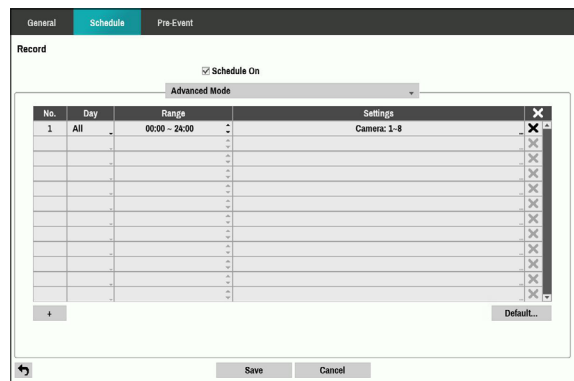 General Schedule Pre-Event
Record
Schedule On
Advanced Mode
No. Day Range Settings
1 All 00:00 ~ 24:00 Camera: 1~8
+ Default...
Save Cancel